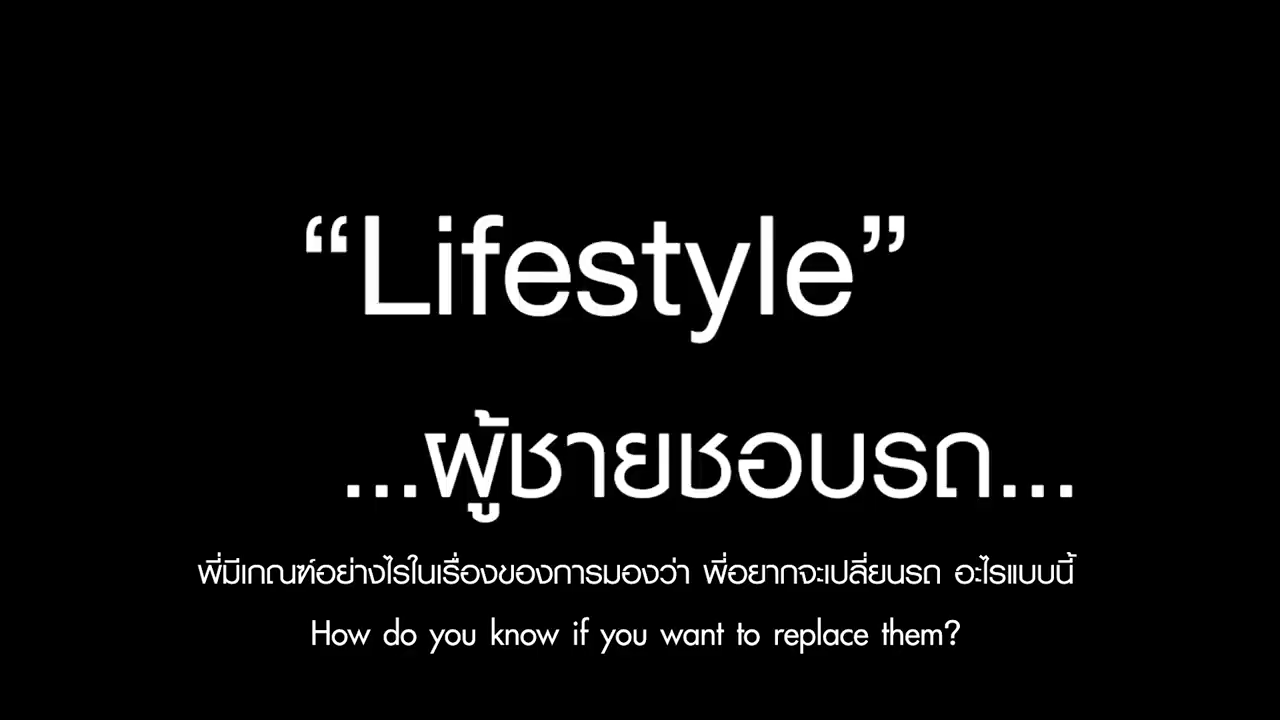 “Lifestyle”
...ผู้ชายชอบรถ...
พี่มีเกณฑ์อย่างไรในเรื่องของการมองว่า พี่อยากจะเปลี่ยนรถ อะไรแบบนี้
How do you know if you want to replace them?